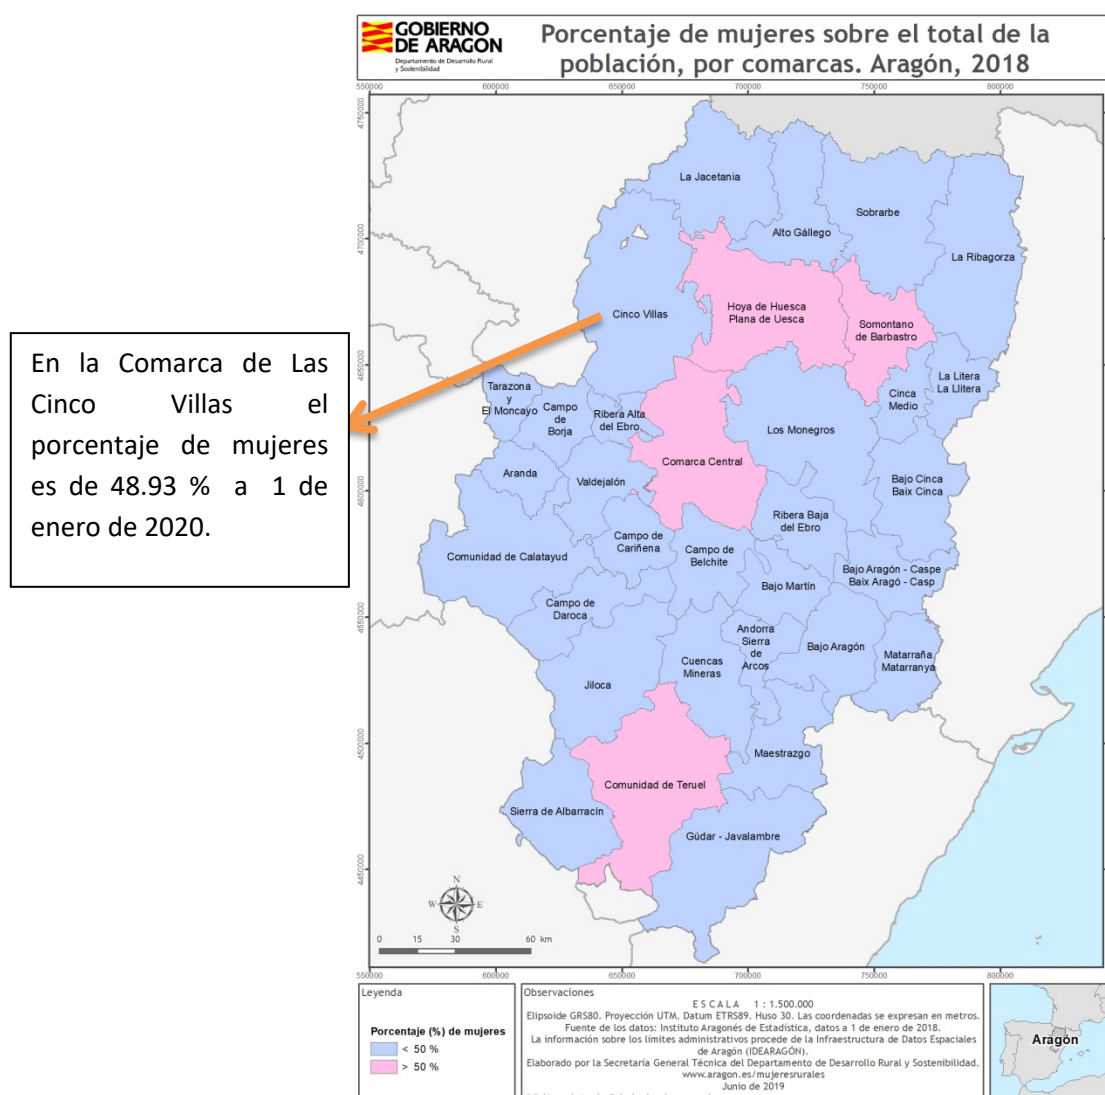 GOBIERNO
DE ARAGON
Departamento de Desarrollo Rural
y Sostenibilidad
Porcentaje de mujeres sobre el total de la
población, por comarcas. Aragón, 2018
550000 600000 650000 700000 750000 800000
4750000
4700000
4650000
4600000
4550000
4500000
4450000
La Jacetania
Sobrarbe
Alto Gállego
La Ribagorza
Hoya de Huesca
Plana de Uesca
Cinco Villas
Somontano
de Barbastro
En la Comarca de Las
Cinco Villas el
porcentaje de mujeres
es de 48.93 % a 1 de
enero de 2020.
La Litera
La Llitera
Tarazona
y
El Moncayo
Cinca
Medio
Campo
de
Borja
Ribera Alta
del Ebro
Los Monegros
Comarca Central
Aranda
Valdejalón
Bajo Cinca
Baix Cinca
Ribera Baja
del Ebro
Campo de
Cariñena
Comunidad de Calatayud
Campo de
Belchite
Bajo Aragón - Caspe
Baix Aragó - Casp
Bajo Martín
Campo de
Daroca
Andorra
Sierra
de
Arcos
Bajo Aragón
Matarraña
Matarranya
Cuencas
Mineras
Jiloca
Maestrazgo
Comunidad de Teruel
Sierra de Albarracín
Gúdar - Javalambre
N
W E
S
0 15 30 60 km
550000 600000 650000 700000 750000 800000
Leyenda
Porcentaje (%) de mujeres
< 50 %
> 50 %
Observaciones
ESCALA 1 : 1.500.000
Elipsoide GRS80. Proyección UTM. Datum ETRS89. Huso 30. Las coordenadas se expresan en metros.
Fuente de los datos: Instituto Aragonés de Estadística, datos a 1 de enero de 2018.
La información sobre los límites administrativos procede de la Infraestructura de Datos Espaciales
de Aragón (IDEARAGÓN).
Elaborado por la Secretaría General Técnica del Departamento de Desarrollo Rural y Sostenibilidad.
www.aragon.es/mujeresrurales
Junio de 2019
Aragón